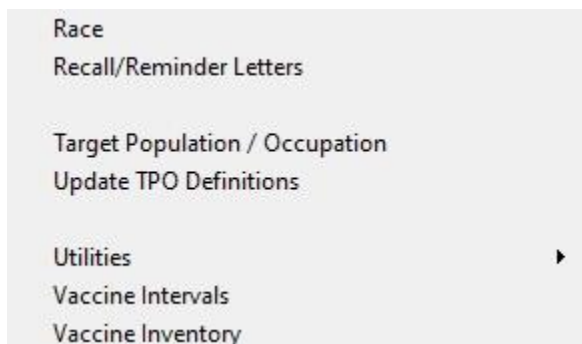 Race
Recall/Reminder Letters
Target Population / Occupation
Update TPO Definitions
Utilities
Vaccine Intervals
Vaccine Inventory